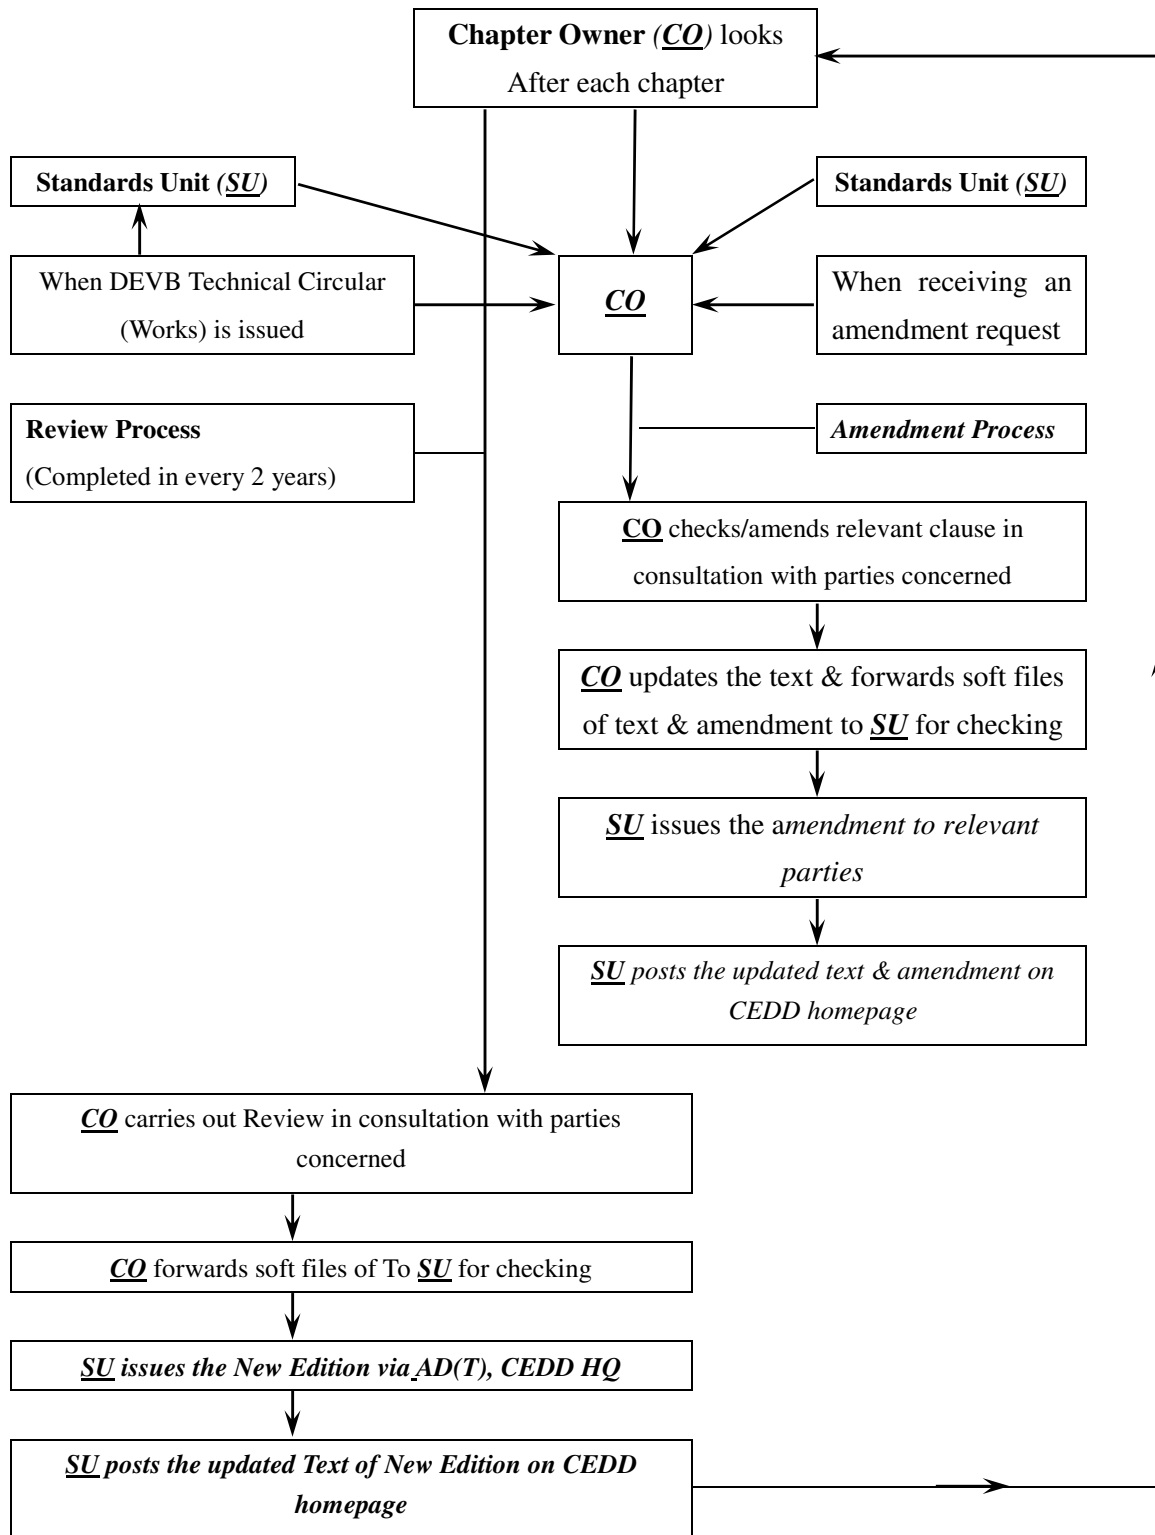 Chapter Owner (CO) looks
After each chapter
Standards Unit (SU)
Standards Unit (SU)
When DEVB Technical Circular
(Works) is issued
CO
When receiving an
amendment request
Review Process
(Completed in every 2 years)
Amendment Process
CO checks/amends relevant clause in
consultation with parties concerned
CO updates the text & forwards soft files
of text & amendment to SU for checking
SU issues the amendment to relevant
parties
SU posts the updated text & amendment on
CEDD homepage
CO carries out Review in consultation with parties
concerned
CO forwards soft files of To SU for checking
SU issues the New Edition via AD(T), CEDD HQ
SU posts the updated Text of New Edition on CEDD
homepage